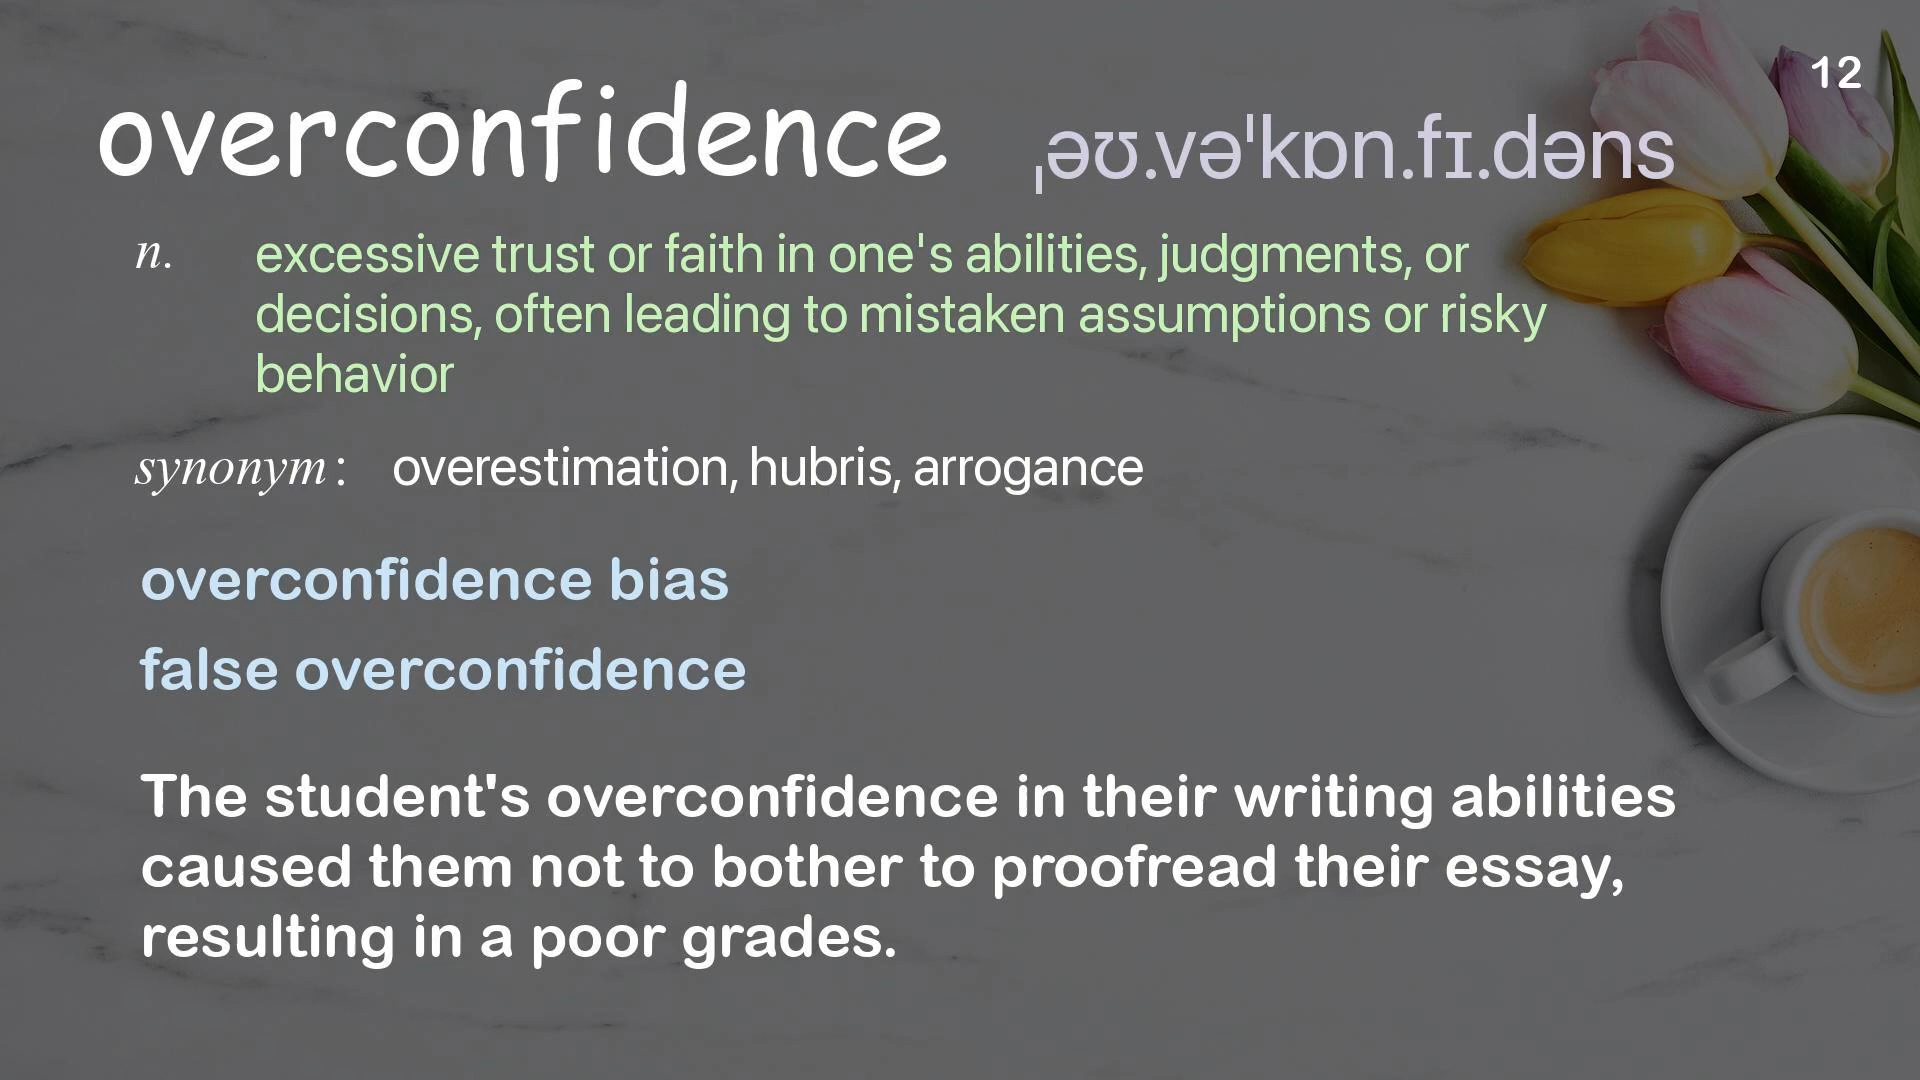 12
overconfidence ˌəʊ.vəˈkɒn.fɪ.dəns
n. excessive trust or faith in one's abilities, judgments, or
decisions, often leading to mistaken assumptions or risky
behavior
synonym: overestimation, hubris, arrogance
overconfidence bias
false overconfidence
The student's overconfidence in their writing abilities
caused them not to bother to proofread their essay,
resulting in a poor grades.